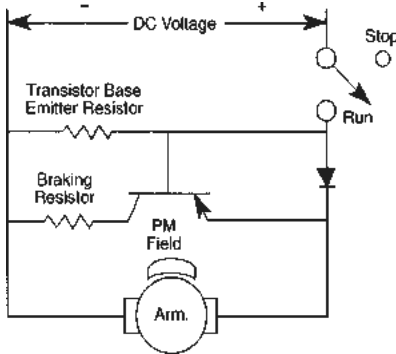 − +
DC Voltage
Stop
Transistor Base
Emitter Resistor
Run
Braking
Resistor
PM
Field
Arm.